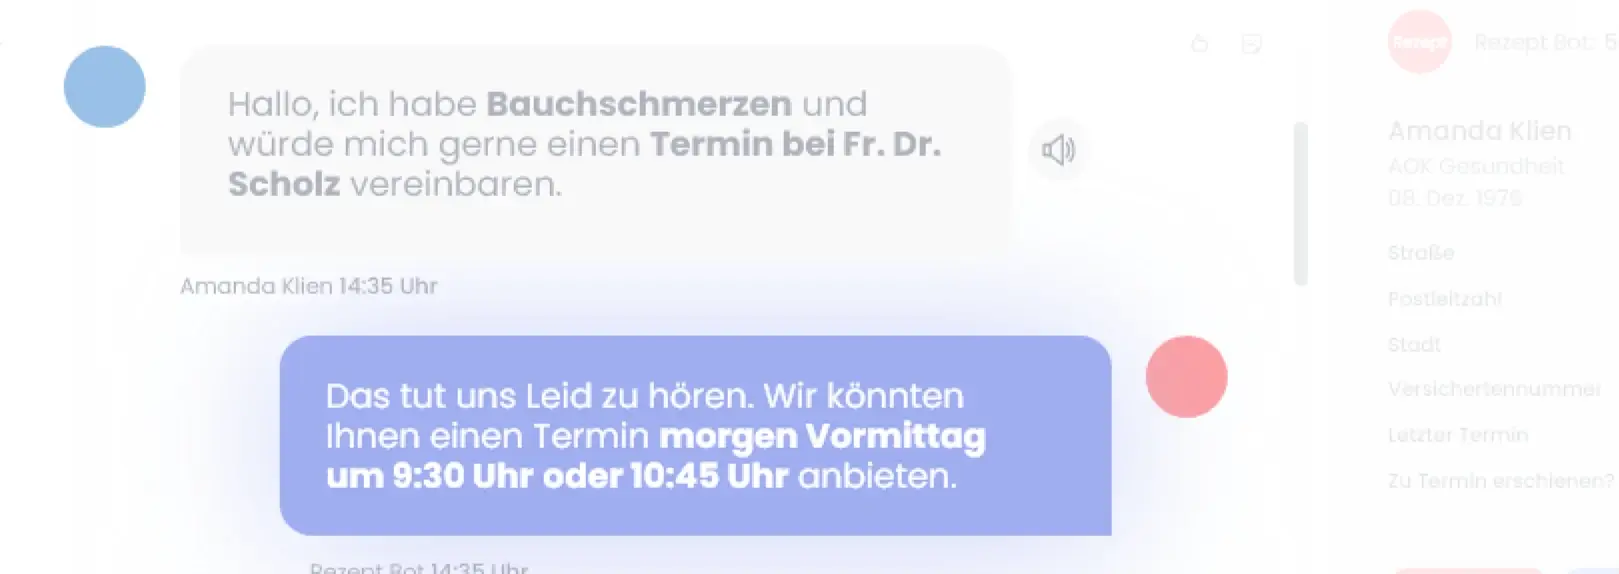 Hallo, ich habe Bauchschmerzen und
würde mich gerne einen Termin bei Fr. Dr.
Scholz vereinbaren.
Amanda Klien 14:35 Uhr
Das tut uns Leid zu hören. Wir könnten
Ihnen einen Termin morgen Vormittag
um 9:30 Uhr oder 10:45 Uhr anbieten.
Rezept Bot 14:35 Uhr
Rezept
Rezept Bot: 5
Amanda Klien
AOK Gesundheit
08. Dez. 1976
Straße
Postleitzahl
Stadt
Versichertennummer
Letzter Termin
Zu Termin erschienen?